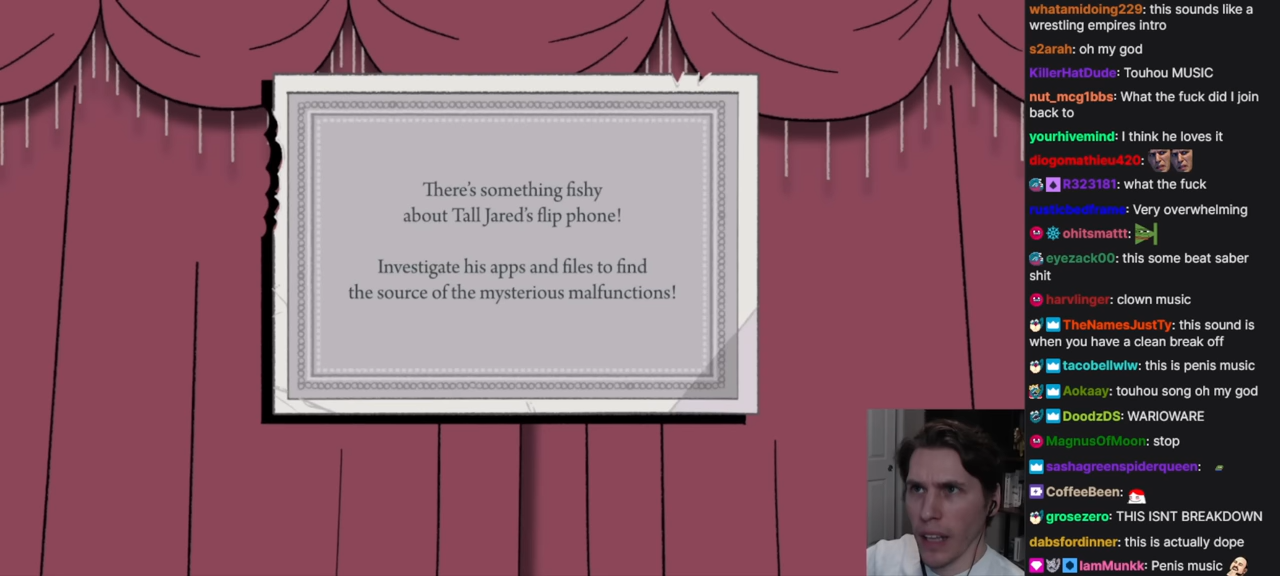 There's something fishy
about Tall Jared's flip phone!
Investigate his apps and files to find
the source of the mysterious malfunctions!
whatamidoing229: this sounds like a
wrestling empires intro
s2arah: oh my god
KillerHatDude: Touhou MUSIC
nut_mcg1bbs: What the fuck did I join
back to
yourhivemind: I think he loves it
diogomathieu420:
R323181: what the fuck
rusticbedframe: Very overwhelming
ohitsmattt:
eyezack00: this some beat saber
shit
harvlinger: clown music
TheNamesJustTy: this sound is
when you have a clean break off
tacobellwlw: this is penis music
Aokaay: touhou song oh my god
DoodzDS: WARIOWARE
MagnusOfMoon: stop
sashagreenspiderqueen:
CoffeeBeen:
grosezero: THIS ISNT BREAKDOWN
dabsfordinner: this is actually dope
IamMunkk: Penis music